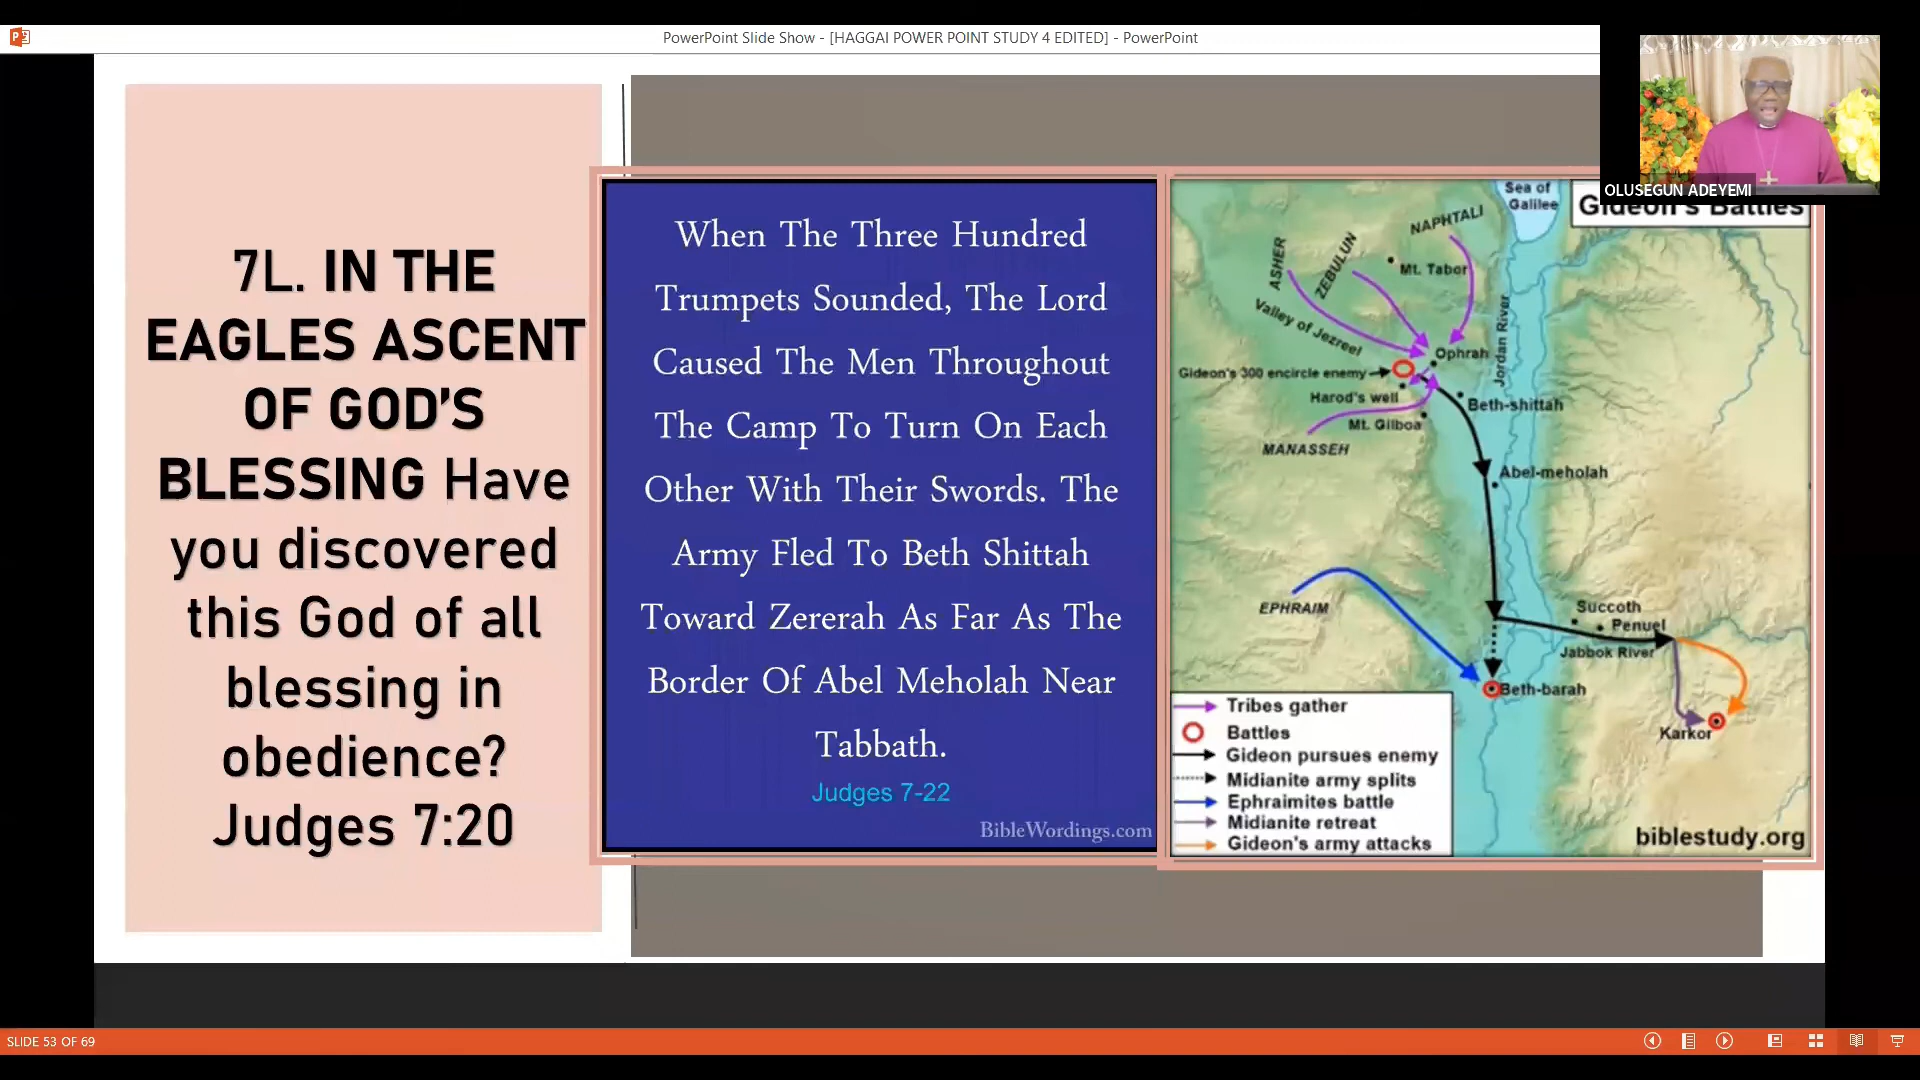 PowerPoint Slide Show - [HAGGAI POWER POINT STUDY 4 EDITED] - PowerPoint
OLUSEGUN ADEYEMI
7L. IN THE
EAGLES ASCENT
OF GOD'S
BLESSING Have
you discovered
this God of all
blessing in
obedience?
Judges 7:20
When The Three Hundred
Trumpets Sounded, The Lord
Caused The Men Throughout
The Camp To Turn On Each
Other With Their Swords. The
Army Fled To Beth Shittah
Toward Zererah As Far As The
Border Of Abel Meholah Near
Tabbath.
Judges 7-22
BibleWordings.com
Sea of
Galilee
Gideon's Battles
NAPHTALI
ASHER
ZEBULUN
Mt. Tabor
Valley of Jezreel
Jordan River
Ophrah
Gideon's 300 encircle enemy
Harod's well
Beth-shittah
Mt. Gilboa
MANASSEH
Abel-meholah
EPHRAIM
Succoth
Penuel
Jabbok River
Beth-barah
Karkor
Tribes gather
Battles
Gideon pursues enemy
Midianite army splits
Ephraimites battle
Midianite retreat
Gideon's army attacks
biblestudy.org
SLIDE 53 OF 69